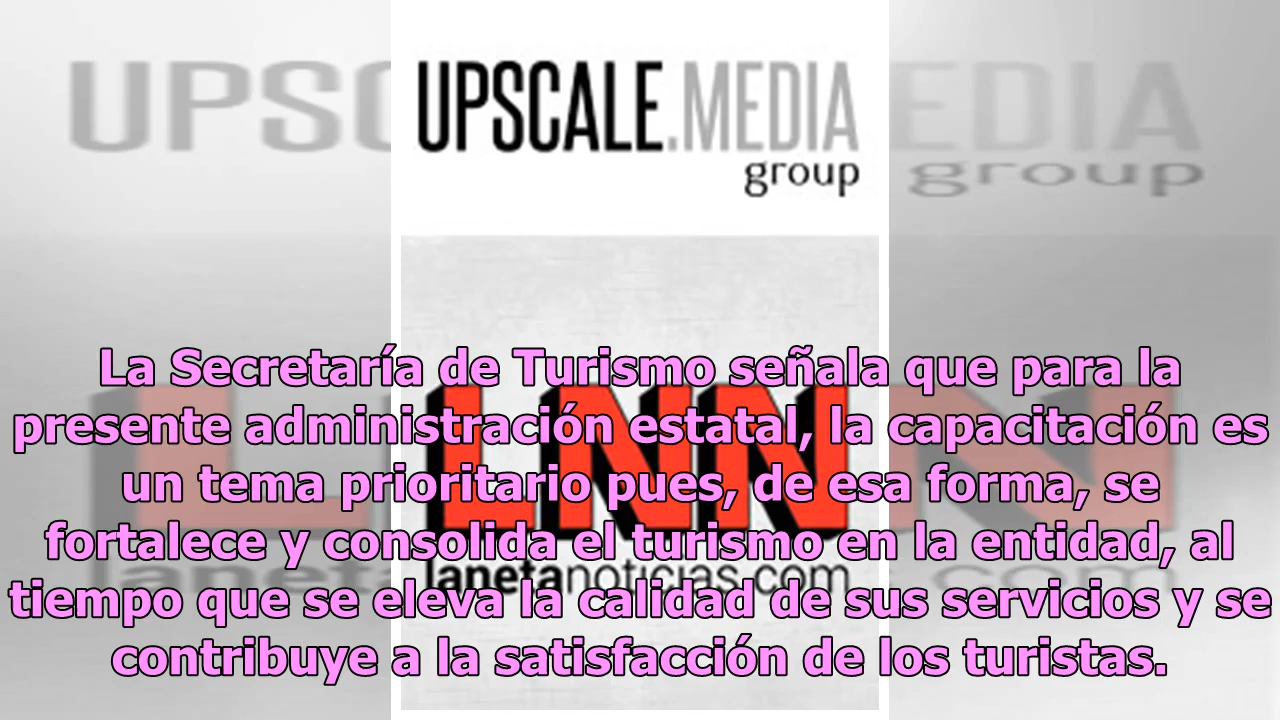 UPSCALE.MEDIA
group
LNN
lanetanoticias.com
La Secretaría de Turismo señala que para la
presente administración estatal, la capacitación es
un tema prioritario pues, de esa forma, se
fortalece y consolida el turismo en la entidad, al
tiempo que se eleva la calidad de sus servicios y se
contribuye a la satisfacción de los turistas.